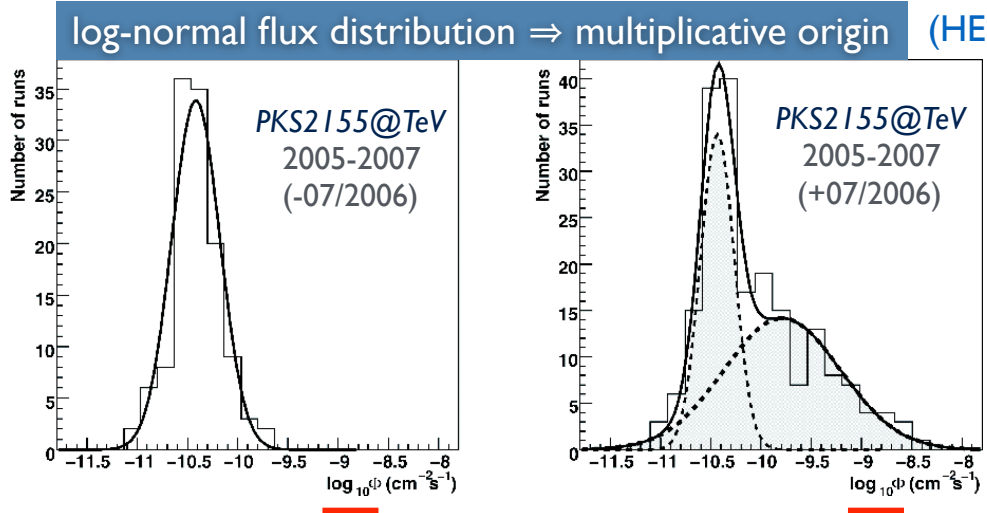 log-normal flux distribution ⇒ multiplicative origin (HE
Number of runs
35
30
25
20
15
10
5
0
PKS2155@TeV
2005-2007
(-07/2006)
−11.5 −11 −10.5 −10 −9.5 −9 −8.5 −8
log₁₀Φ (cm⁻²s⁻¹)
Number of runs
40
35
30
25
20
15
10
5
0
PKS2155@TeV
2005-2007
(+07/2006)
−11.5 −11 −10.5 −10 −9.5 −9 −8.5 −8
log₁₀Φ (cm⁻²s⁻¹)